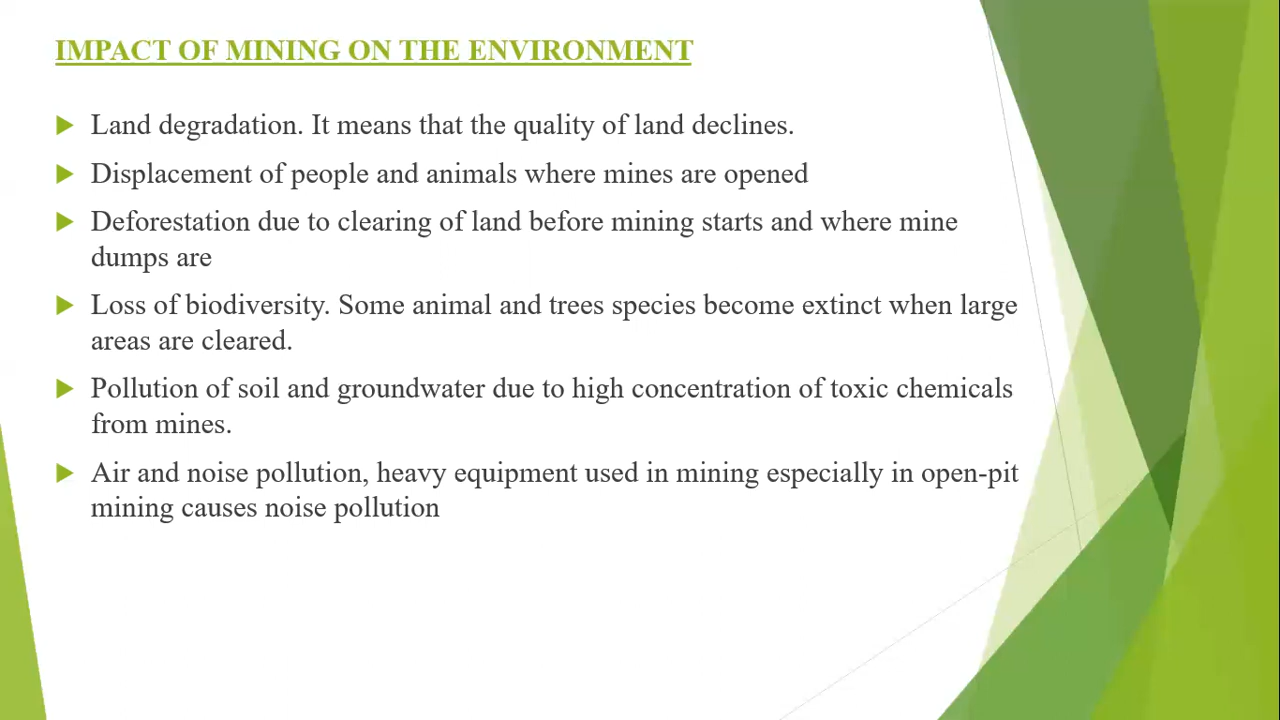 IMPACT OF MINING ON THE ENVIRONMENT
Land degradation. It means that the quality of land declines.
Displacement of people and animals where mines are opened
Deforestation due to clearing of land before mining starts and where mine
dumps are
Loss of biodiversity. Some animal and trees species become extinct when large
areas are cleared.
Pollution of soil and groundwater due to high concentration of toxic chemicals
from mines.
Air and noise pollution, heavy equipment used in mining especially in open-pit
mining causes noise pollution